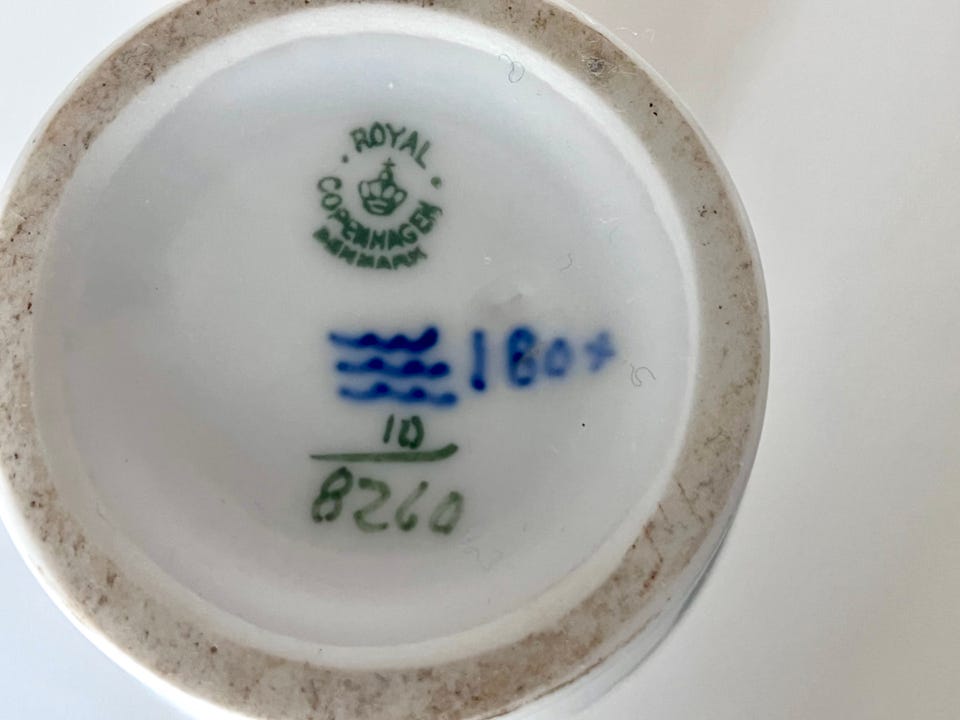 ROYAL
COPENHAGEN
DENMARK
180+
10
8260